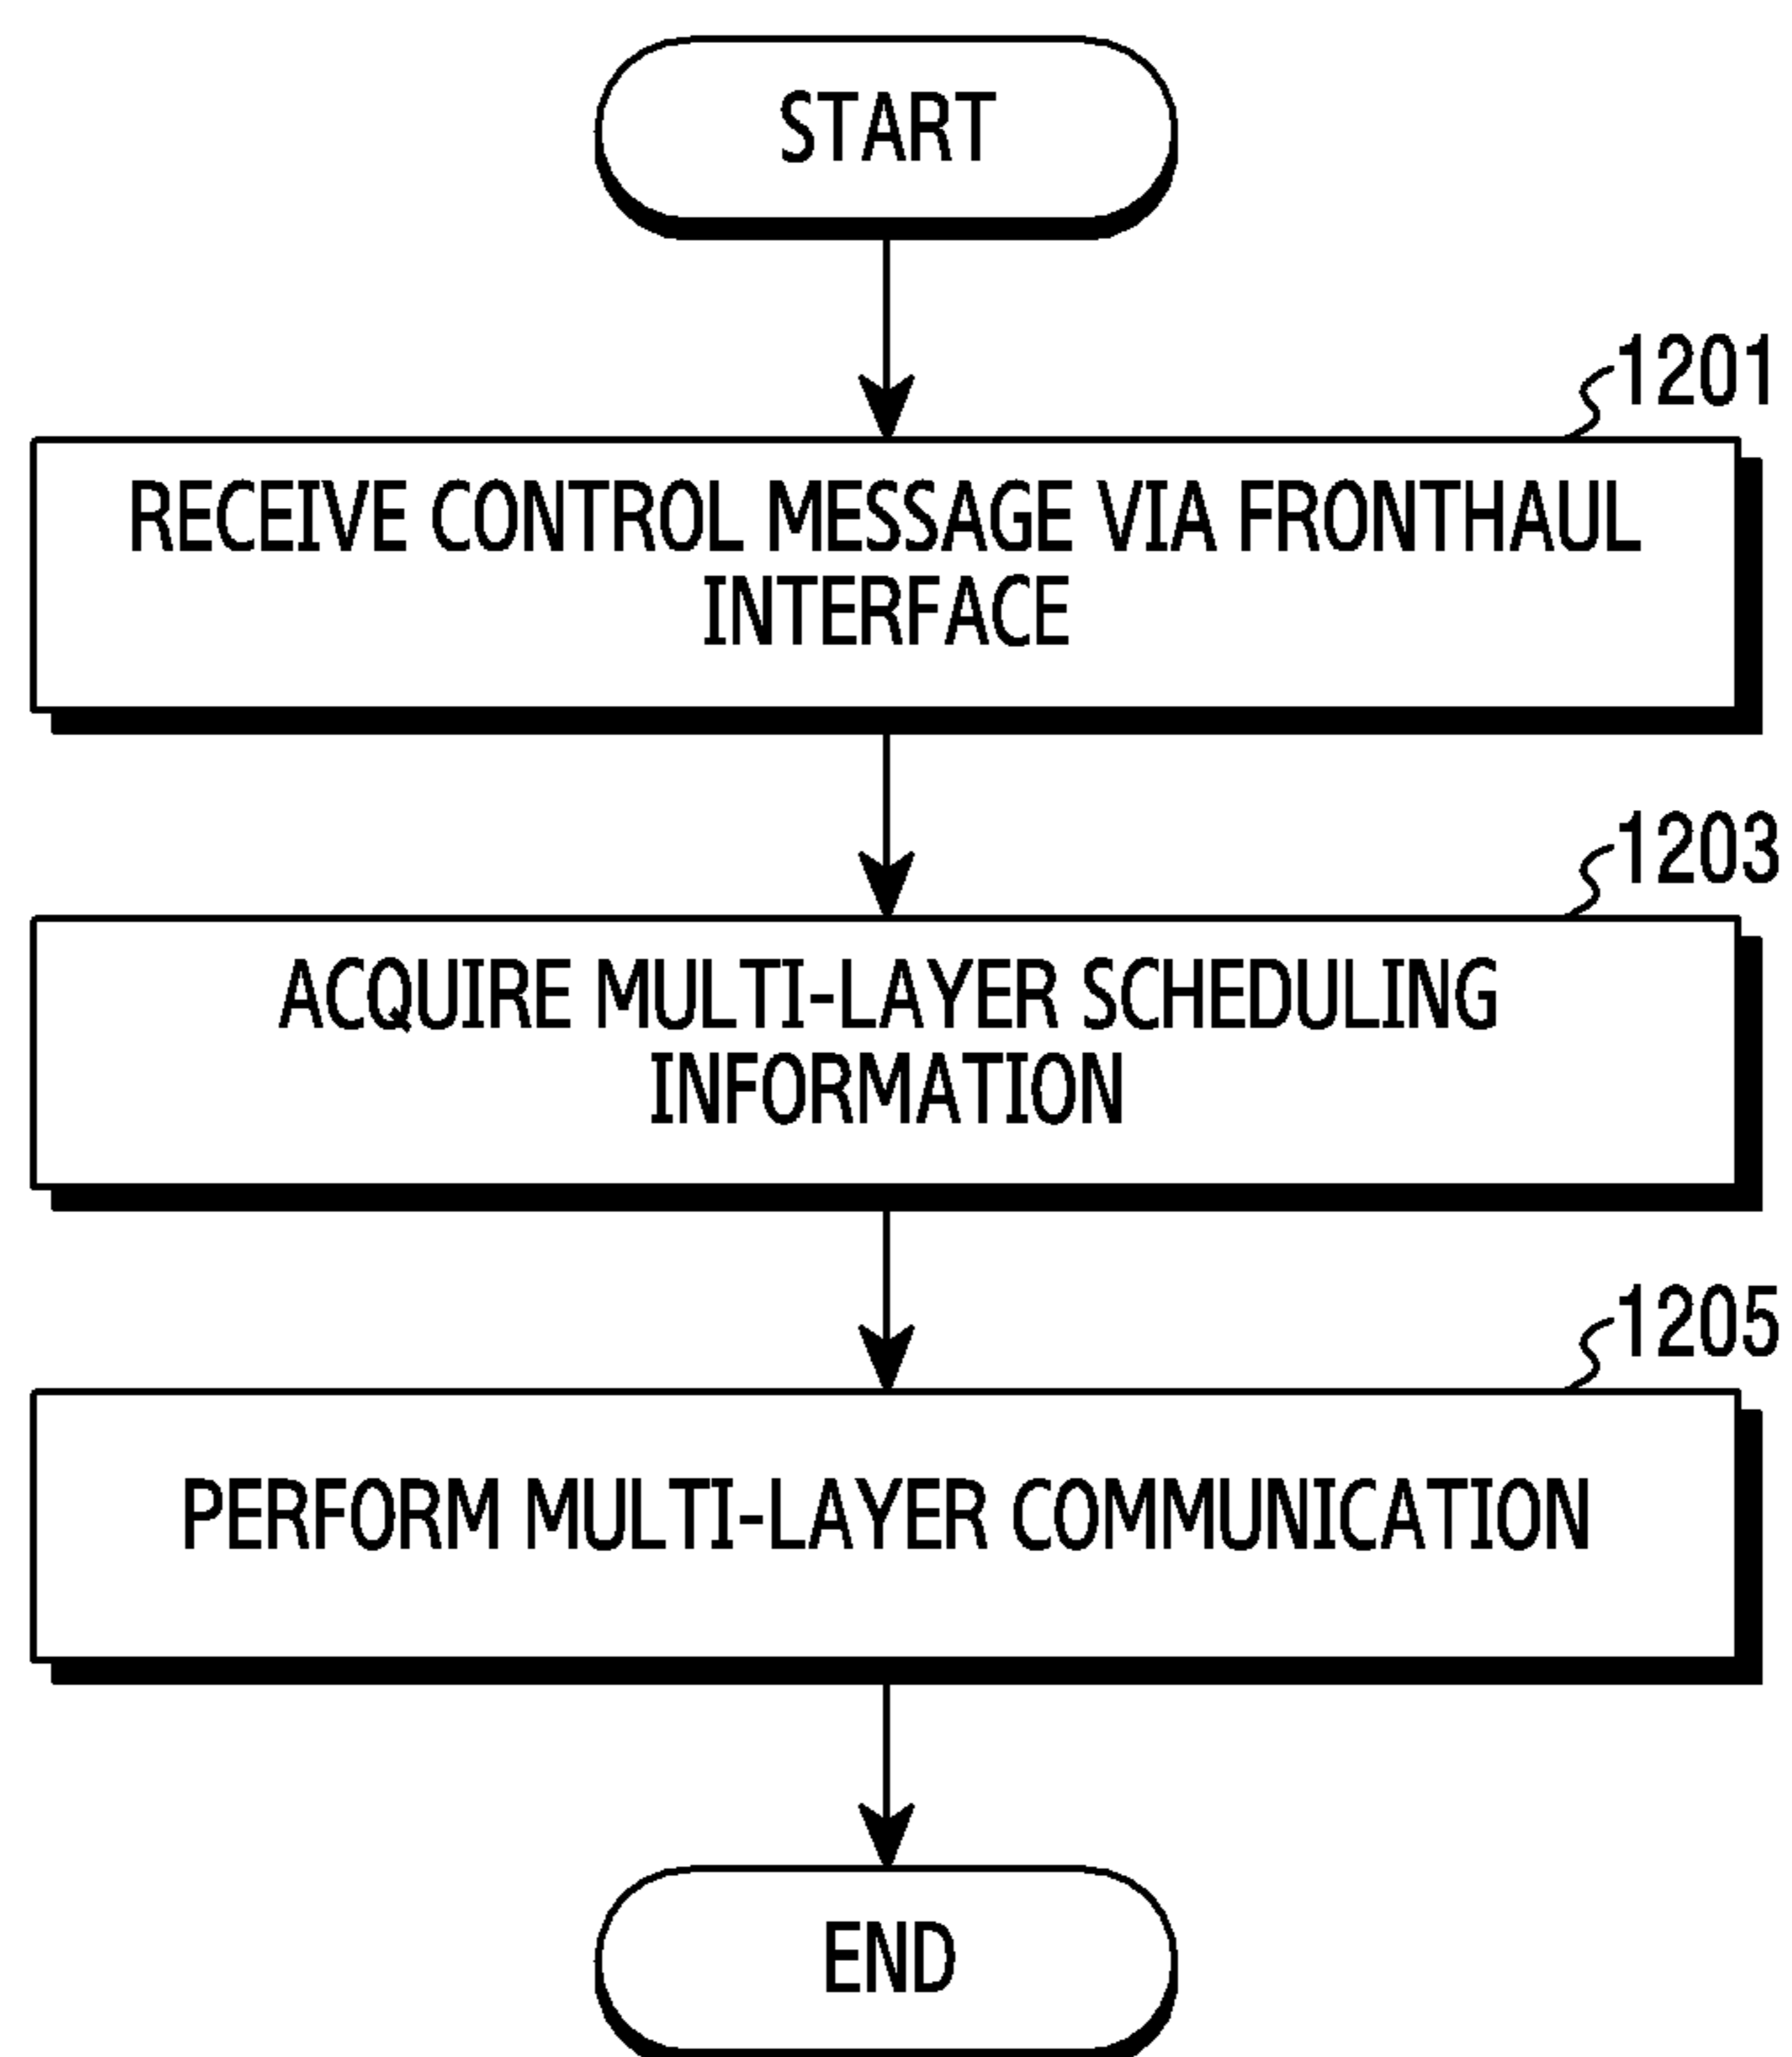 START
1201
RECEIVE CONTROL MESSAGE VIA FRONTHAUL
INTERFACE
1203
ACQUIRE MULTI-LAYER SCHEDULING
INFORMATION
1205
PERFORM MULTI-LAYER COMMUNICATION
END